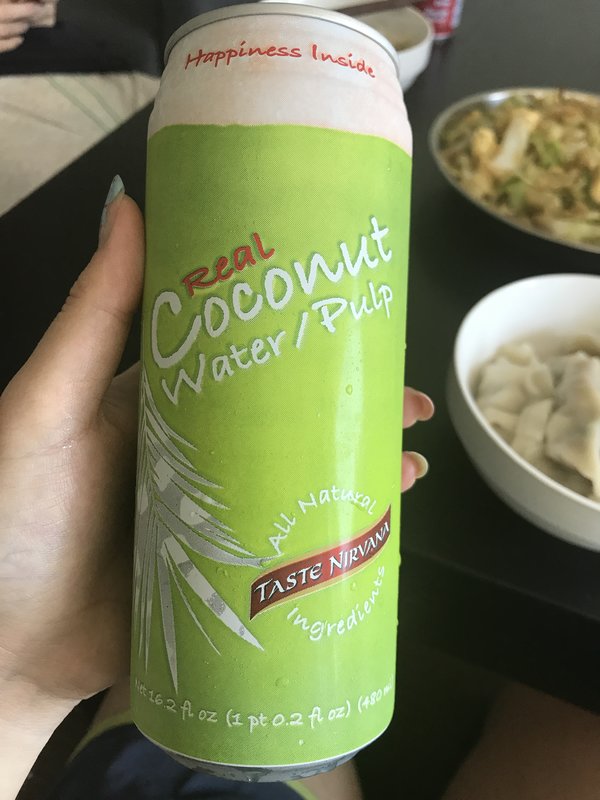 Happiness Inside
Real
Coconut
Water/Pulp
All Natural
TASTE NIRVANA
Ingredients
Net 16.2 fl oz (1 pt 0.2 fl oz) (480 m